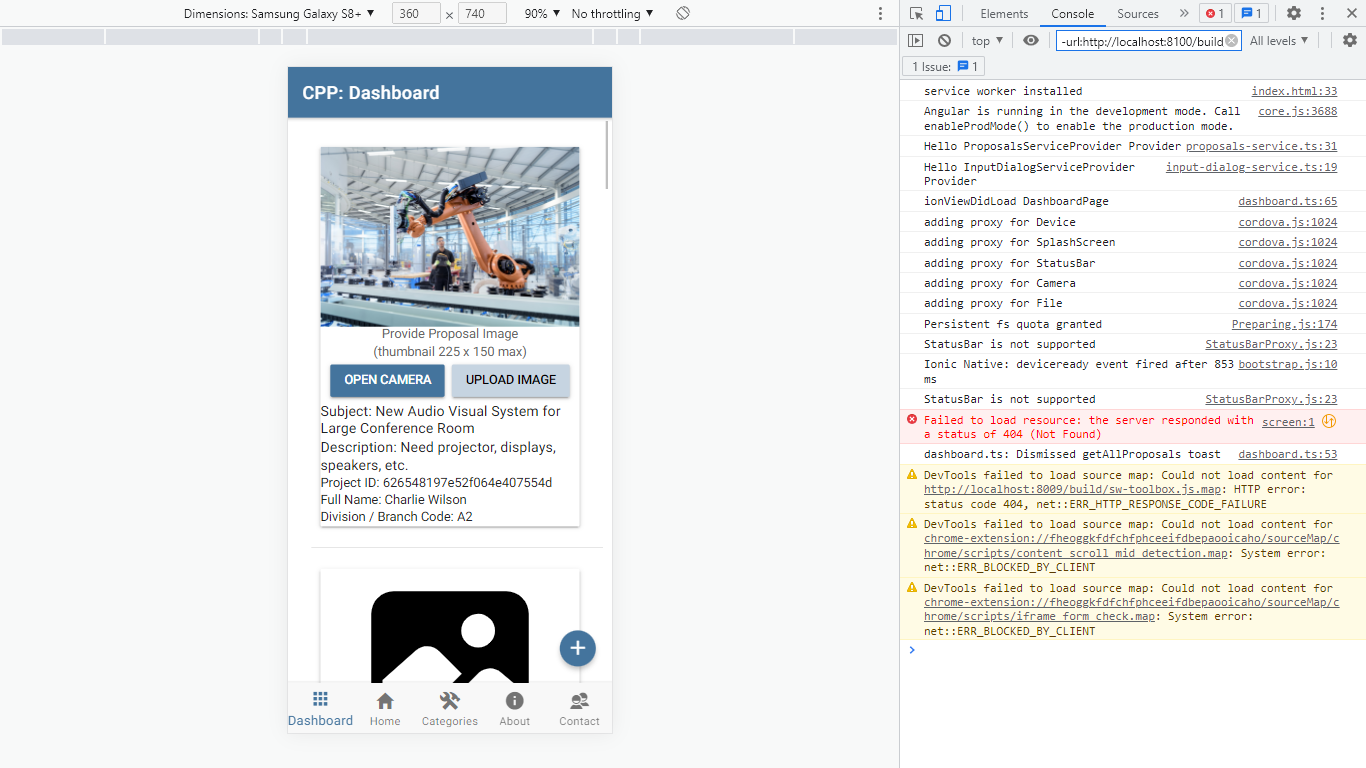 Dimensions: Samsung Galaxy S8+ ▼ 360 × 740 90% ▼ No throttling ▼
Elements Console Sources » 1 1
top ▼ -url:http://localhost:8100/build All levels ▼
1 Issue: 1
CPP: Dashboard
Provide Proposal Image
(thumbnail 225 x 150 max)
OPEN CAMERA UPLOAD IMAGE
Subject: New Audio Visual System for
Large Conference Room
Description: Need projector, displays,
speakers, etc.
Project ID: 626548197e52f064e407554d
Full Name: Charlie Wilson
Division / Branch Code: A2
+
Dashboard Home Categories About Contact
service worker installed index.html:33
Angular is running in the development mode. Call core.js:3688
enableProdMode() to enable the production mode.
Hello ProposalsServiceProvider Provider proposals-service.ts:31
Hello InputDialogServiceProvider input-dialog-service.ts:19
Provider
ionViewDidLoad DashboardPage dashboard.ts:65
adding proxy for Device cordova.js:1024
adding proxy for SplashScreen cordova.js:1024
adding proxy for StatusBar cordova.js:1024
adding proxy for Camera cordova.js:1024
adding proxy for File cordova.js:1024
Persistent fs quota granted Preparing.js:174
StatusBar is not supported StatusBarProxy.js:23
Ionic Native: deviceready event fired after 853 bootstrap.js:10
ms
StatusBar is not supported StatusBarProxy.js:23
Failed to load resource: the server responded with screen:1
a status of 404 (Not Found)
dashboard.ts: Dismissed getAllProposals toast dashboard.ts:53
DevTools failed to load source map: Could not load content for
http://localhost:8009/build/sw-toolbox.js.map: HTTP error:
status code 404, net::ERR_HTTP_RESPONSE_CODE_FAILURE
DevTools failed to load source map: Could not load content for
chrome-extension://fheoggkfdfchfphceeifdbepaooicaho/sourceMap/c
hrome/scripts/content_scroll_mid_detection.map: System error:
net::ERR_BLOCKED_BY_CLIENT
DevTools failed to load source map: Could not load content for
chrome-extension://fheoggkfdfchfphceeifdbepaooicaho/sourceMap/c
hrome/scripts/iframe_form_check.map: System error:
net::ERR_BLOCKED_BY_CLIENT